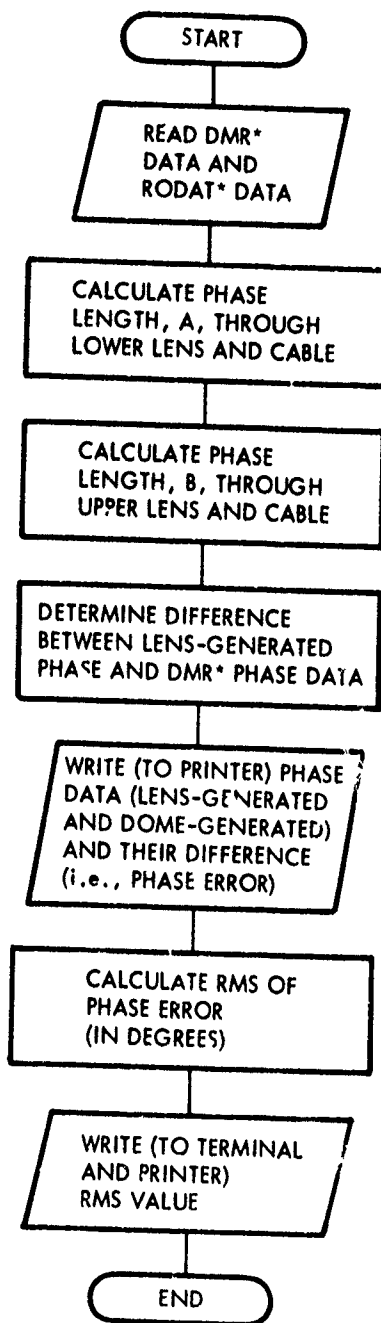 START
READ DMR*
DATA AND
RODAT* DATA
CALCULATE PHASE
LENGTH, A, THROUGH
LOWER LENS AND CABLE
CALCULATE PHASE
LENGTH, B, THROUGH
UPPER LENS AND CABLE
DETERMINE DIFFERENCE
BETWEEN LENS-GENERATED
PHASE AND DMR* PHASE DATA
WRITE (TO PRINTER) PHASE
DATA (LENS-GENERATED
AND DOME-GENERATED)
AND THEIR DIFFERENCE
(i.e., PHASE ERROR)
CALCULATE RMS OF
PHASE ERROR
(IN DEGREES)
WRITE (TO TERMINAL
AND PRINTER)
RMS VALUE
END